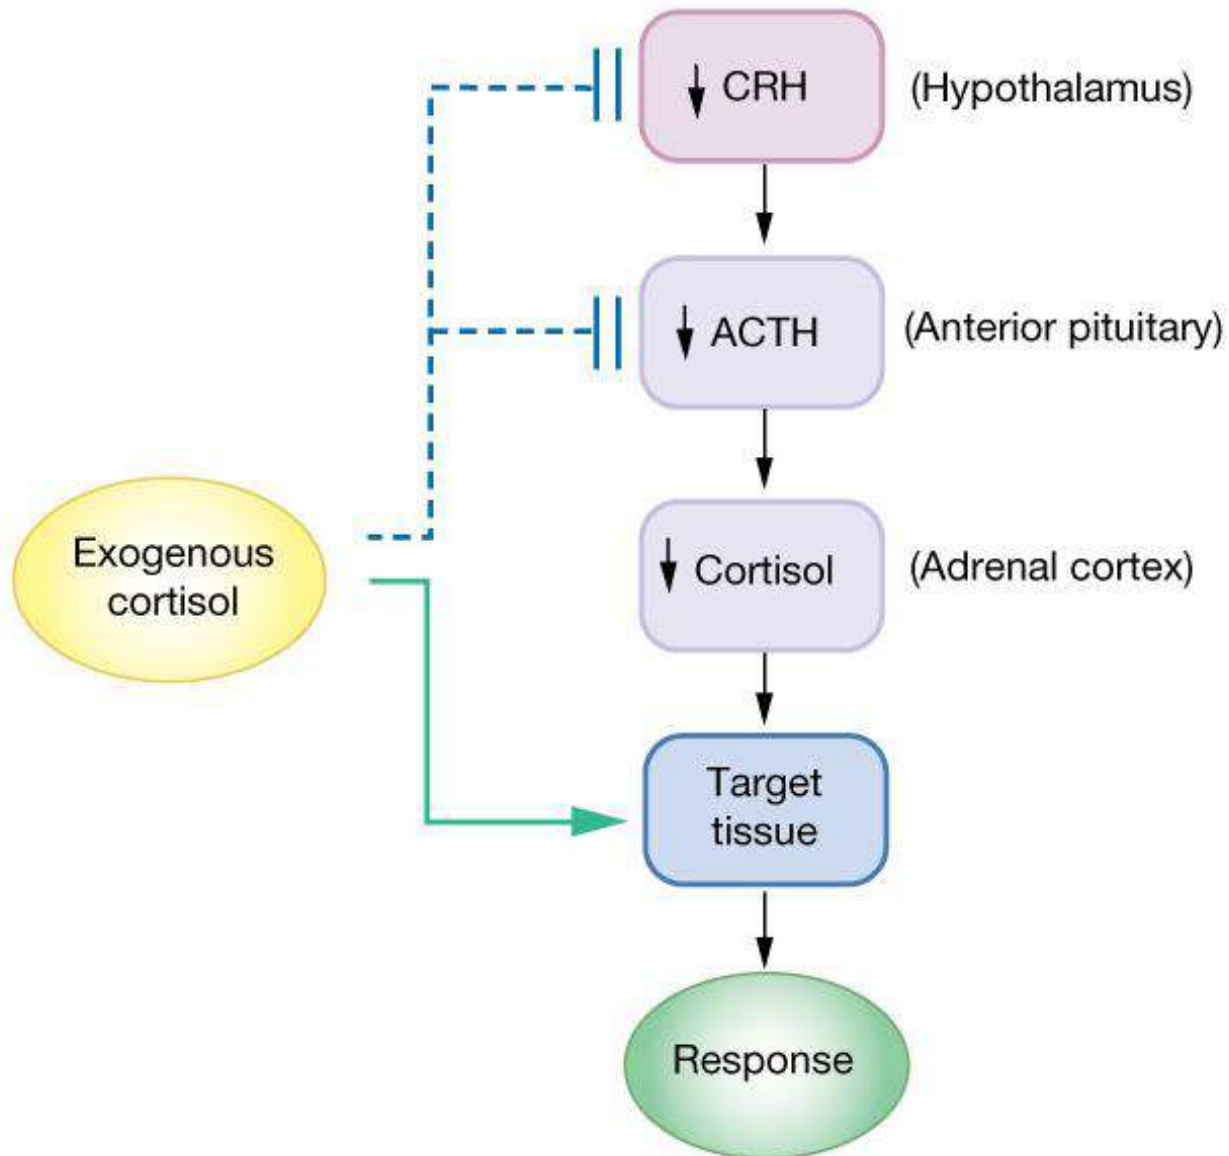 ↓ CRH
(Hypothalamus)
↓ ACTH
(Anterior pituitary)
Exogenous
cortisol
↓ Cortisol
(Adrenal cortex)
Target
tissue
Response